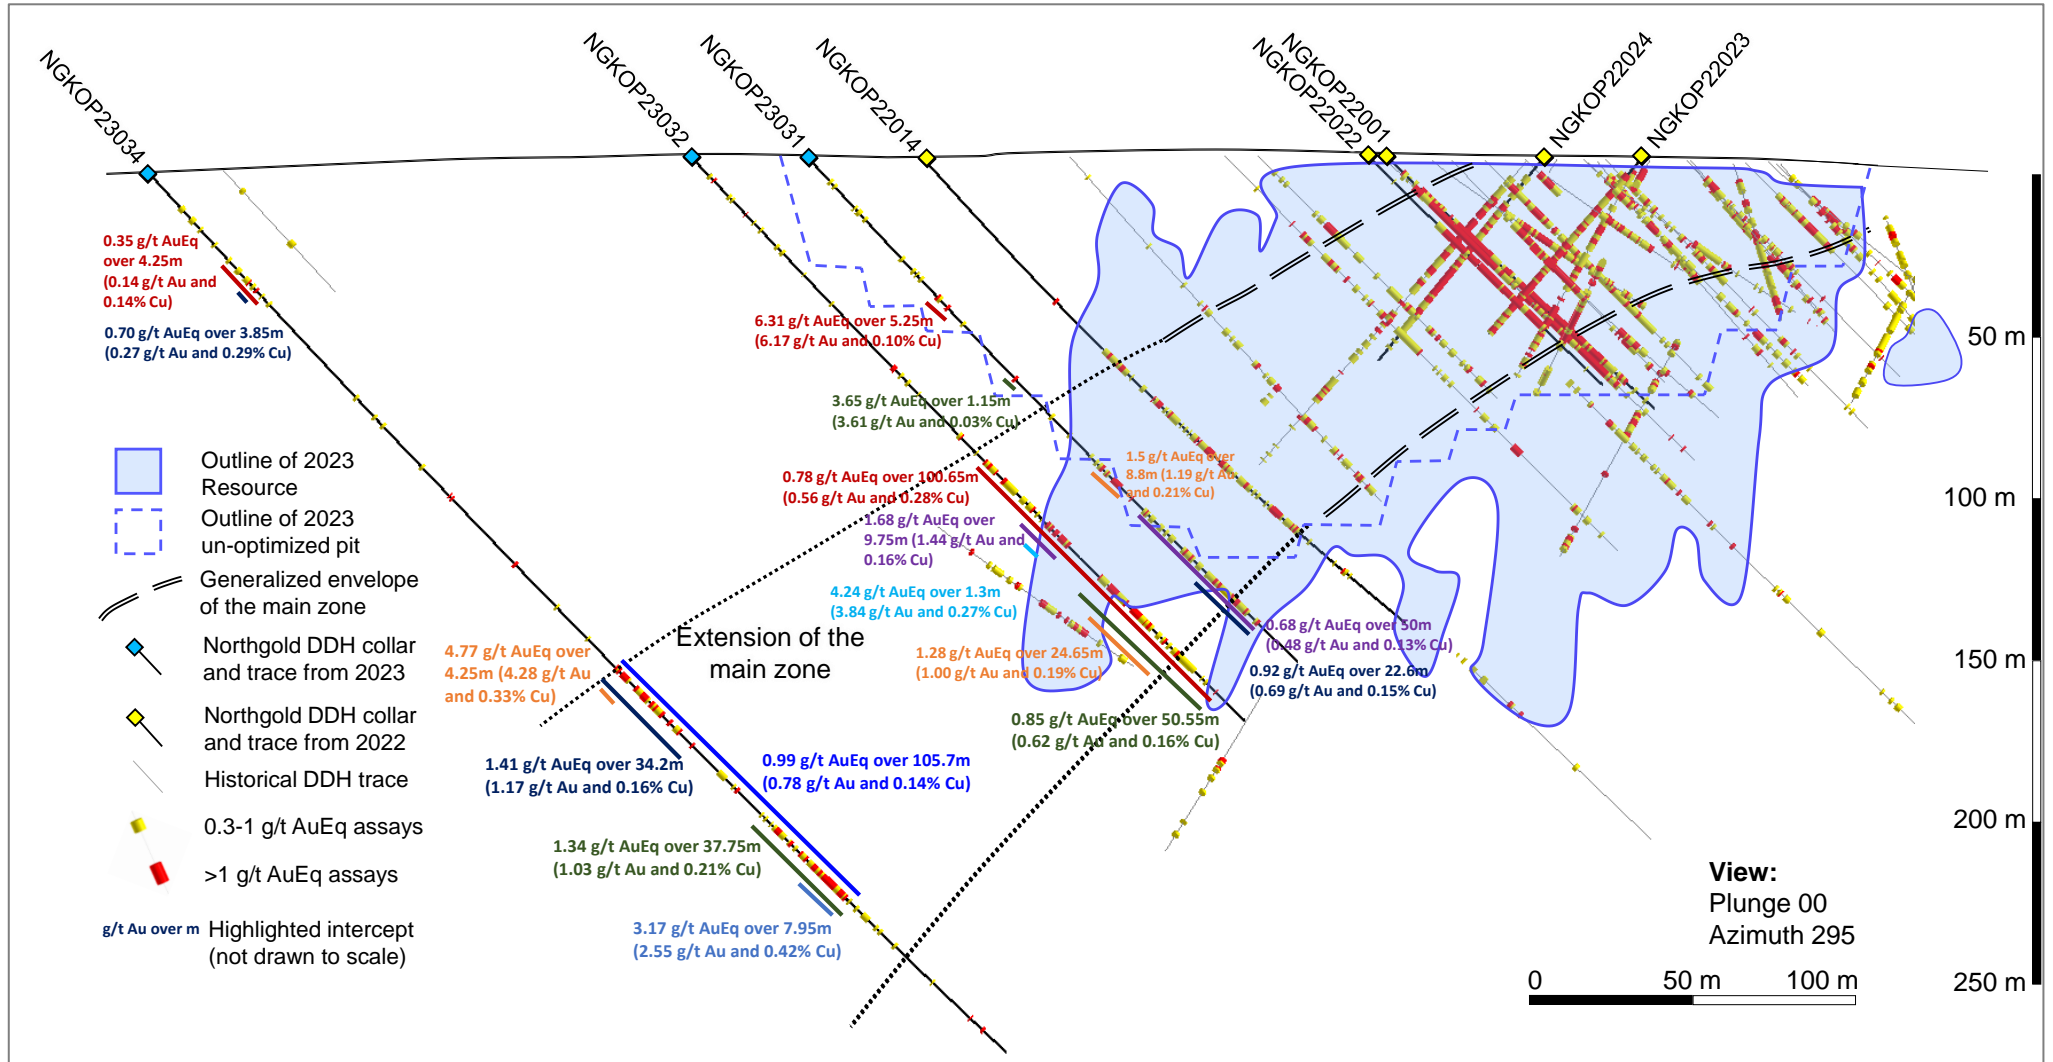 NGKOP23034
NGKOP23032
NGKOP23031
NGKOP22014
NGKOP22022
NGKOP22001
NGKOP22024
NGKOP22023
0.35 g/t AuEq
over 4.25m
(0.14 g/t Au and
0.14% Cu)
0.70 g/t AuEq over 3.85m
(0.27 g/t Au and 0.29% Cu)
6.31 g/t AuEq over 5.25m
(6.17 g/t Au and 0.10% Cu)
3.65 g/t AuEq over 1.15m
(3.61 g/t Au and 0.03% Cu)
0.78 g/t AuEq over 100.65m
(0.56 g/t Au and 0.28% Cu)
1.5 g/t AuEq over
8.8m (1.19 g/t Au
and 0.21% Cu)
1.68 g/t AuEq over
9.75m (1.44 g/t Au and
0.16% Cu)
4.24 g/t AuEq over 1.3m
(3.84 g/t Au and 0.27% Cu)
Extension of the
main zone
1.28 g/t AuEq over 24.65m
(1.00 g/t Au and 0.19% Cu)
0.68 g/t AuEq over 50m
(0.48 g/t Au and 0.13% Cu)
0.92 g/t AuEq over 22.6m
(0.69 g/t Au and 0.15% Cu)
0.85 g/t AuEq over 50.55m
(0.62 g/t Au and 0.16% Cu)
4.77 g/t AuEq over
4.25m (4.28 g/t Au
and 0.33% Cu)
1.41 g/t AuEq over 34.2m
(1.17 g/t Au and 0.16% Cu)
0.99 g/t AuEq over 105.7m
(0.78 g/t Au and 0.14% Cu)
1.34 g/t AuEq over 37.75m
(1.03 g/t Au and 0.21% Cu)
3.17 g/t AuEq over 7.95m
(2.55 g/t Au and 0.42% Cu)
Outline of 2023
Resource
Outline of 2023
un-optimized pit
Generalized envelope
of the main zone
Northgold DDH collar
and trace from 2023
Northgold DDH collar
and trace from 2022
Historical DDH trace
0.3-1 g/t AuEq assays
>1 g/t AuEq assays
g/t Au over m Highlighted intercept
(not drawn to scale)
50 m
100 m
150 m
200 m
250 m
View:
Plunge 00
Azimuth 295
0 50 m 100 m